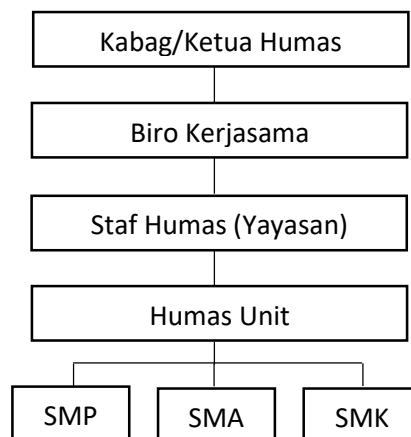 Kabag/Ketua Humas
Biro Kerjasama
Staf Humas (Yayasan)
Humas Unit
SMP
SMA
SMK